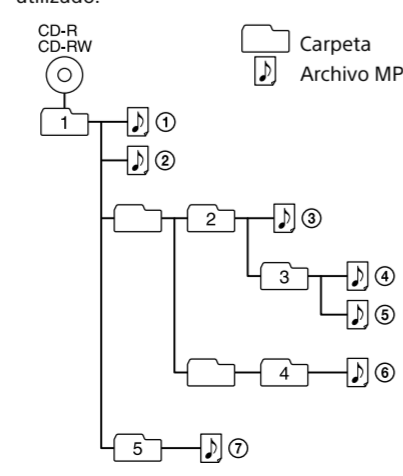 utilizado.
CD-R
CD-RW
Carpeta
Archivo MP
1 ①
②
2 ③
3 ④
⑤
4 ⑥
5 ⑦